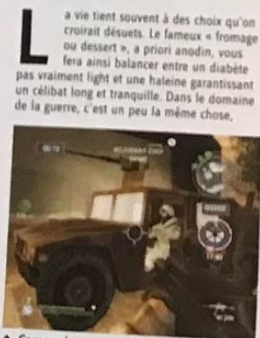 La vie tient souvent à des choix qu'on
croirait désuets. Le fameux « fromage
ou dessert », a priori anodin, vous
fera ainsi balancer entre un diabète
pas vraiment light et une haleine garantissant
un célibat long et tranquille. Dans le domaine
de la guerre, c'est un peu la même chose,